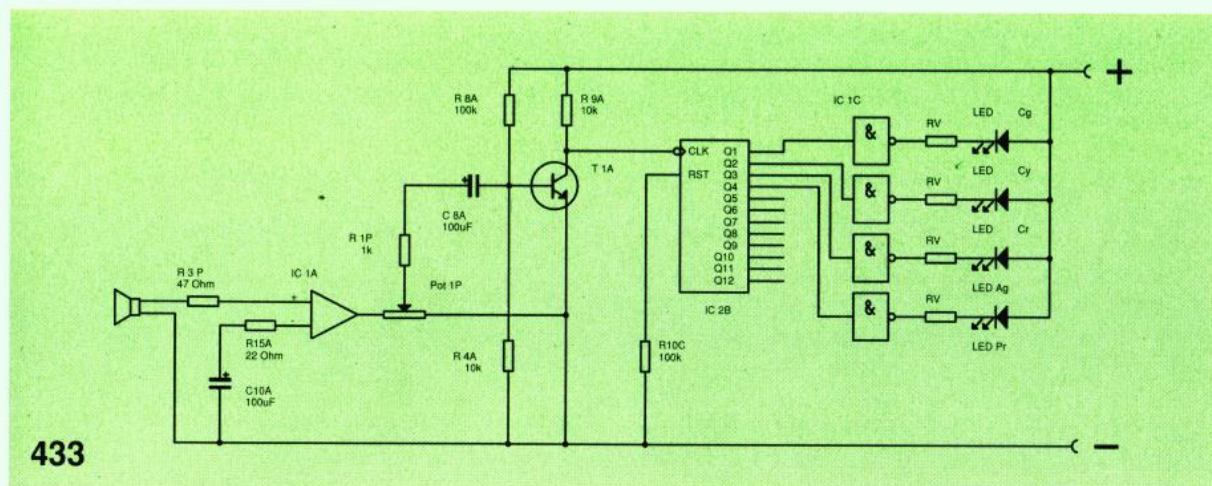 +
R 8A
100k
R 9A
10k
IC 1C
&
RV
LED
Cg
CLK
Q1
RST
Q2
Q3
Q4
Q5
Q6
Q7
Q8
Q9
Q10
Q11
Q12
IC 2B
T 1A
&
RV
LED
Cy
C 8A
100uF
R 1P
1k
&
RV
LED
Cr
R 3 P
47 Ohm
+
IC 1A
Pot 1P
LED Ag
&
RV
LED Pr
R15A
22 Ohm
R 4A
10k
R10C
100k
C10A
100uF
433
−